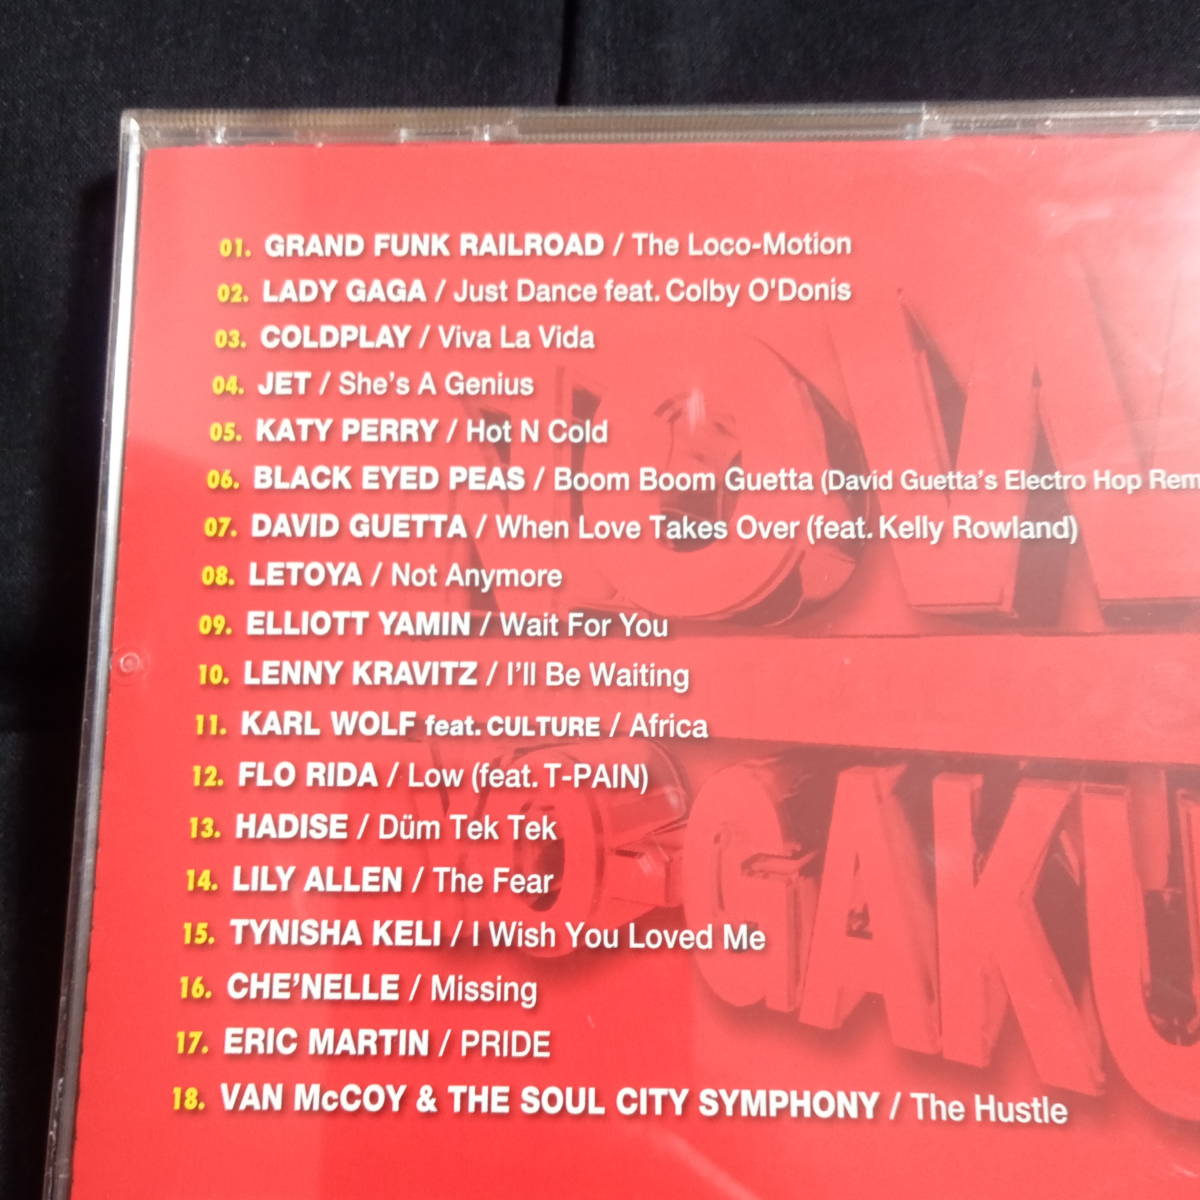 01. GRAND FUNK RAILROAD / The Loco-Motion
02. LADY GAGA / Just Dance feat. Colby O'Donis
03. COLDPLAY / Viva La Vida
04. JET / She's A Genius
05. KATY PERRY / Hot N Cold
06. BLACK EYED PEAS / Boom Boom Guetta (David Guetta's Electro Hop Rem
07. DAVID GUETTA / When Love Takes Over (feat. Kelly Rowland)
08. LETOYA / Not Anymore
09. ELLIOTT YAMIN / Wait For You
10. LENNY KRAVITZ / I'll Be Waiting
11. KARL WOLF feat. CULTURE / Africa
12. FLO RIDA / Low (feat. T-PAIN)
13. HADISE / Düm Tek Tek
14. LILY ALLEN / The Fear
15. TYNISHA KELI / I Wish You Loved Me
16. CHE'NELLE / Missing
17. ERIC MARTIN / PRIDE
18. VAN McCOY & THE SOUL CITY SYMPHONY / The Hustle
NOW
YO-GAKU